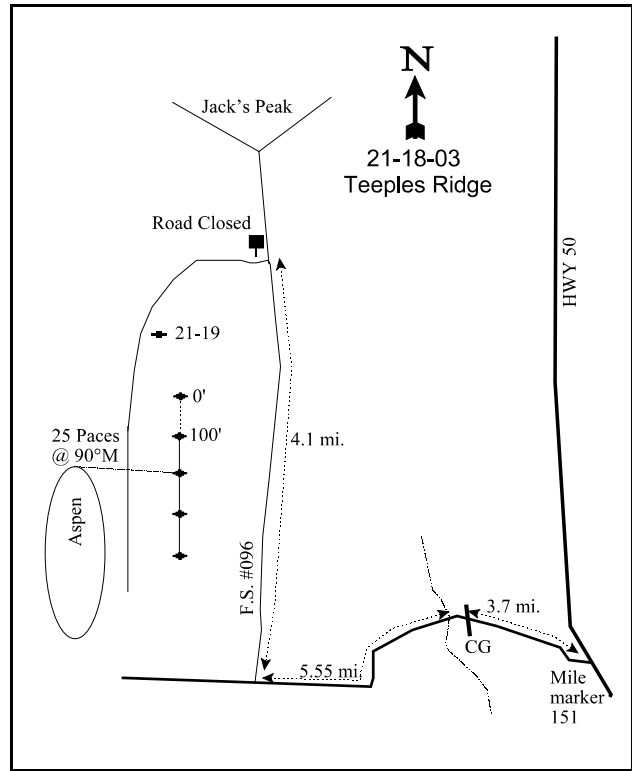 N
Jack's Peak
21-18-03
Teeples Ridge
Road Closed
HWY 50
21-19
0'
100'
25 Paces
@ 90°M
4.1 mi.
Aspen
F.S. #096
3.7 mi.
CG
5.55 mi.
Mile
marker
151